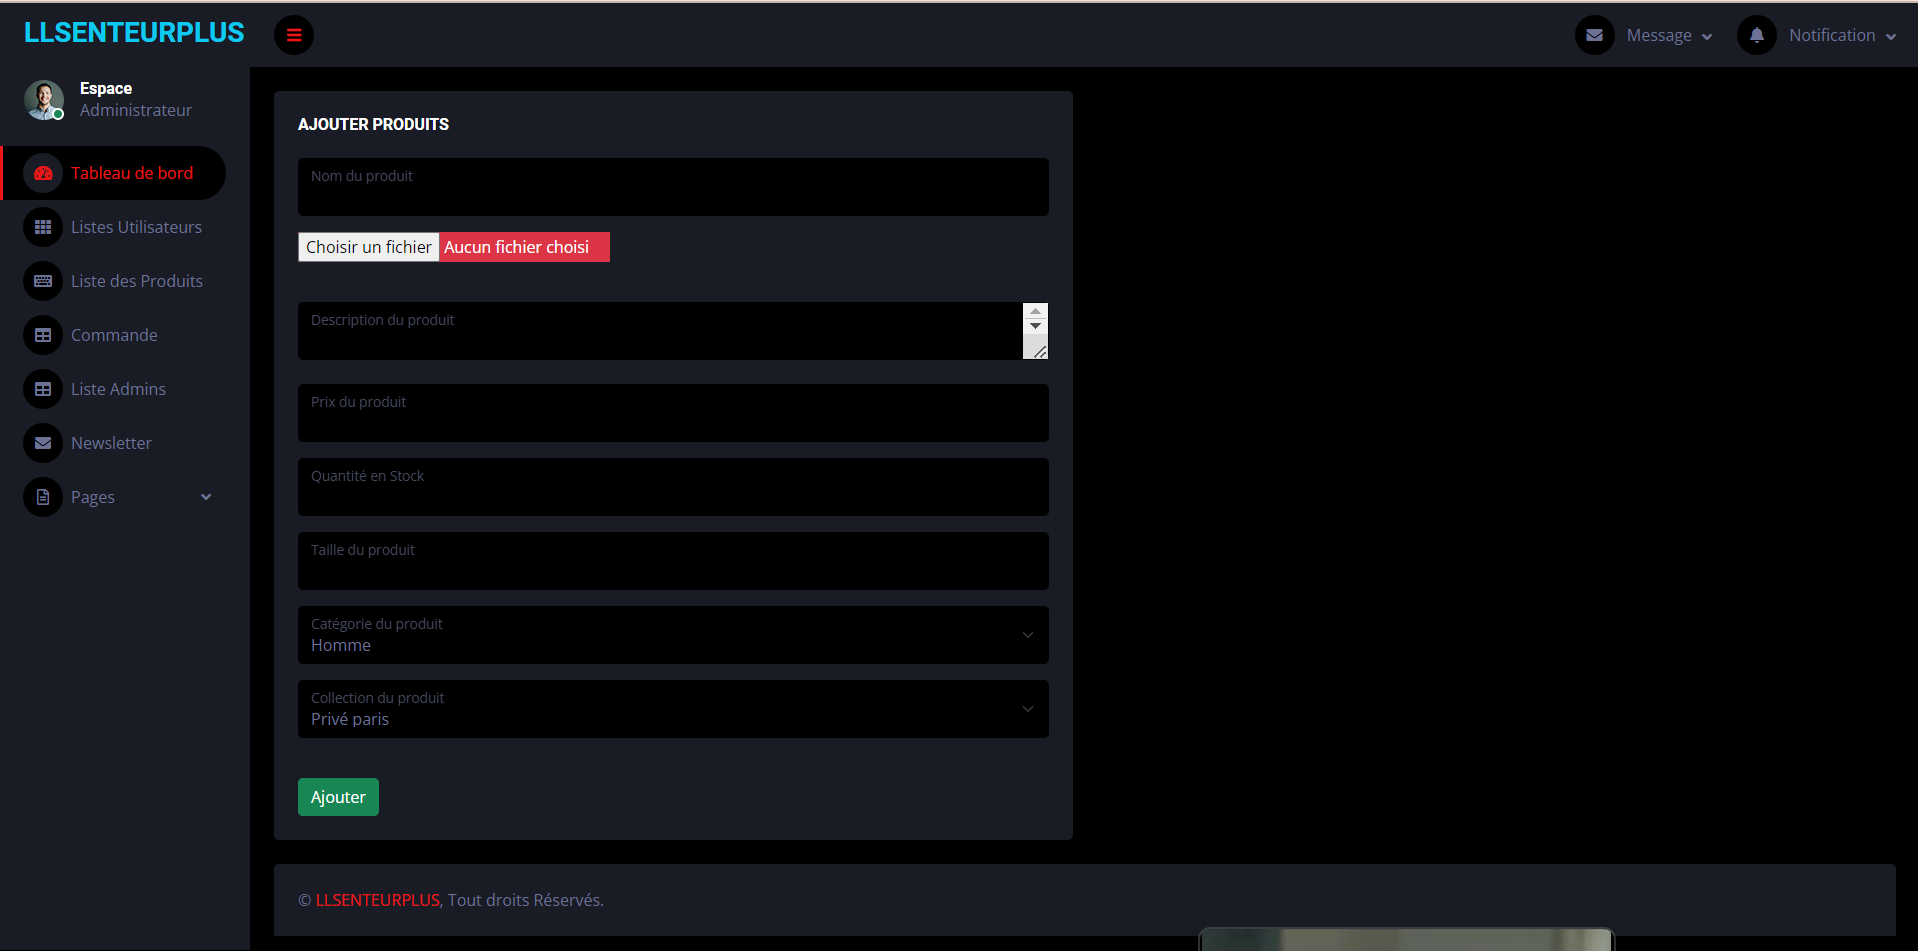 LLSENTEURPLUS
Message
Notification
Espace
Administrateur
Tableau de bord
Listes Utilisateurs
Liste des Produits
Commande
Liste Admins
Newsletter
Pages
AJOUTER PRODUITS
Nom du produit
Choisir un fichier Aucun fichier choisi
Description du produit
Prix du produit
Quantité en Stock
Taille du produit
Catégorie du produit
Homme
Collection du produit
Privé paris
Ajouter
© LLSENTEURPLUS, Tout droits Réservés.